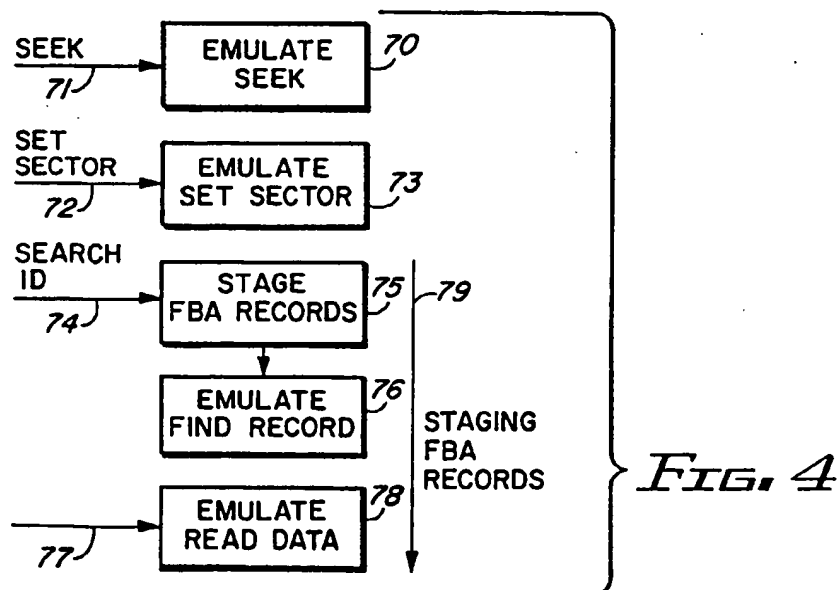 SEEK
71
EMULATE
SEEK
70
SET
SECTOR
72
EMULATE
SET SECTOR
73
SEARCH
ID
74
STAGE
FBA RECORDS
75
79
EMULATE
FIND RECORD
76
STAGING
FBA
RECORDS
77
EMULATE
READ DATA
78
FIG. 4